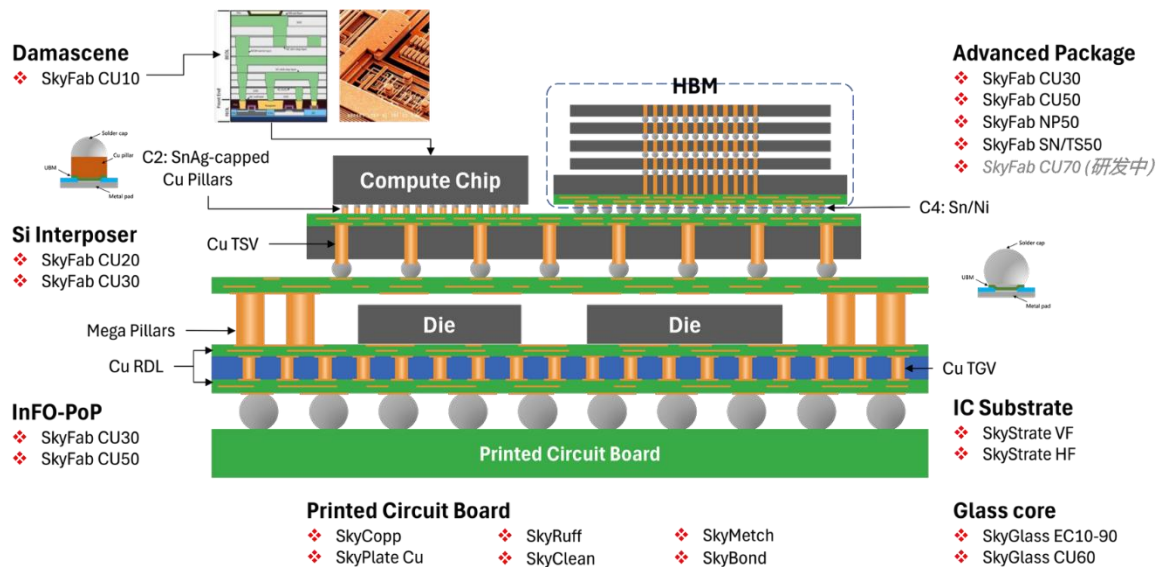 Damascene
❖ SkyFab CU10
Solder cap
Cu pillar
UBM
Metal pad
C2: SnAg-capped
Cu Pillars
Compute Chip
HBM
Advanced Package
❖ SkyFab CU30
❖ SkyFab CU50
❖ SkyFab NP50
❖ SkyFab SN/TS50
❖ SkyFab CU70 (研发中)
C4: Sn/Ni
Solder cap
UBM
Metal pad
Si Interposer
❖ SkyFab CU20
❖ SkyFab CU30
Cu TSV
Mega Pillars
Die
Die
Cu RDL
Cu TGV
InFO-PoP
❖ SkyFab CU30
❖ SkyFab CU50
IC Substrate
❖ SkyStrate VF
❖ SkyStrate HF
Printed Circuit Board
Printed Circuit Board
❖ SkyCopp
❖ SkyRuff
❖ SkyMetch
❖ SkyPlate Cu
❖ SkyClean
❖ SkyBond
Glass core
❖ SkyGlass EC10-90
❖ SkyGlass CU60